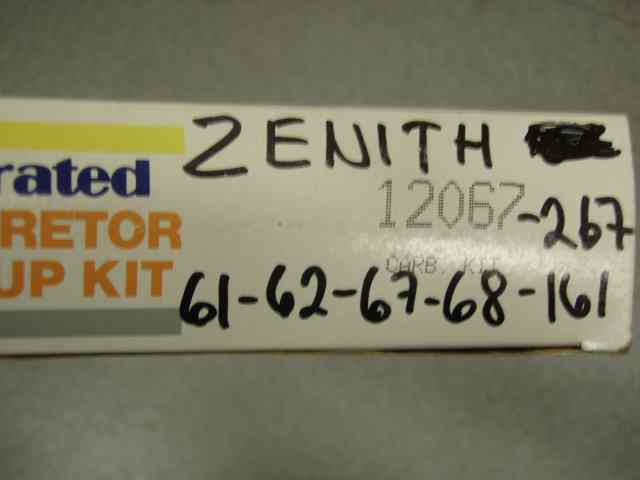 ZENITH
rated
12067-267
RETOR
CARB. KIT
UP KIT
61-62-67-68-161